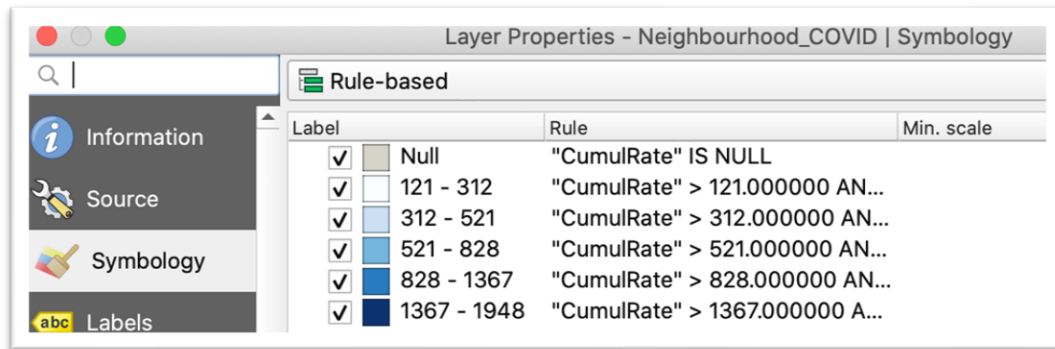 Layer Properties - Neighbourhood_COVID | Symbology
Rule-based
Information
Source
Symbology
abc Labels
Label Rule Min. scale
Null "CumulRate" IS NULL
121 - 312 "CumulRate" > 121.000000 AN...
312 - 521 "CumulRate" > 312.000000 AN...
521 - 828 "CumulRate" > 521.000000 AN...
828 - 1367 "CumulRate" > 828.000000 AN...
1367 - 1948 "CumulRate" > 1367.000000 A...